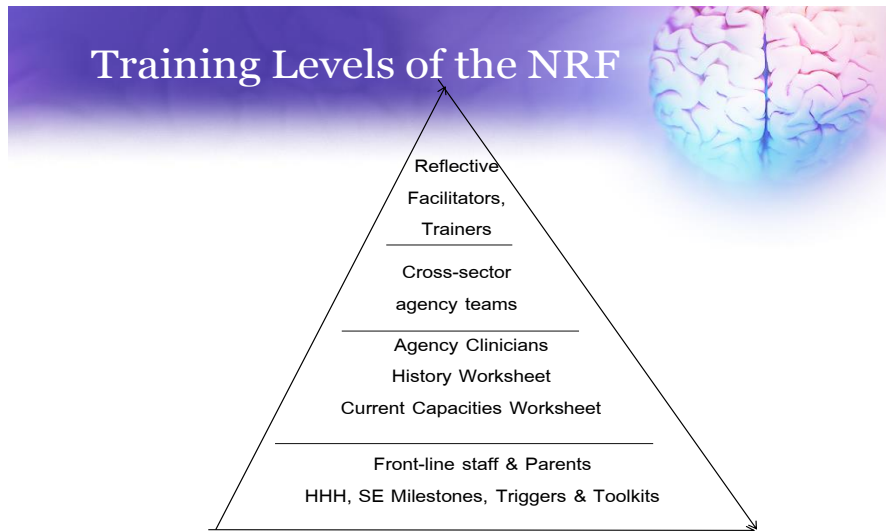 Training Levels of the NRF
Reflective
Facilitators,
Trainers
Cross-sector
agency teams
Agency Clinicians
History Worksheet
Current Capacities Worksheet
Front-line staff & Parents
HHH, SE Milestones, Triggers & Toolkits